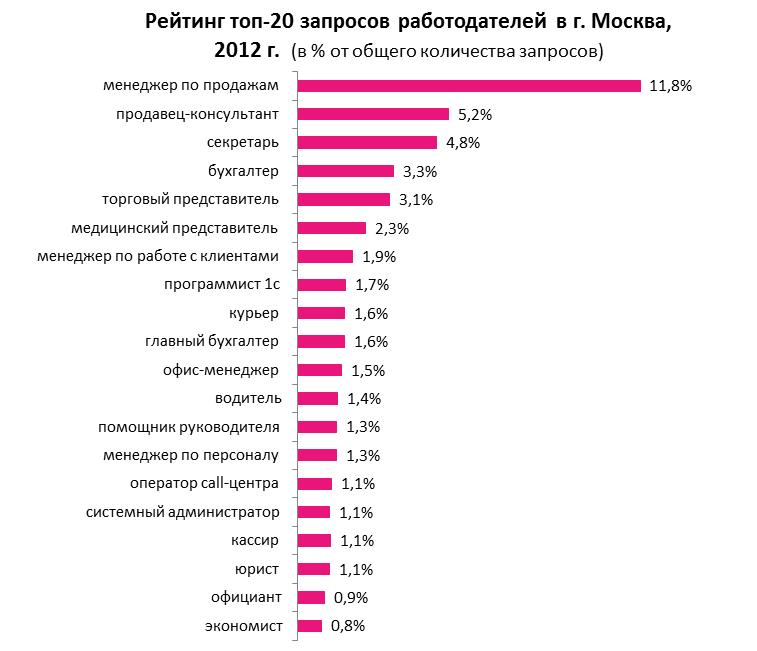 Рейтинг топ-20 запросов работодателей в г. Москва,
2012 г. (в % от общего количества запросов)
менеджер по продажам 11,8%
продавец-консультант 5,2%
секретарь 4,8%
бухгалтер 3,3%
торговый представитель 3,1%
медицинский представитель 2,3%
менеджер по работе с клиентами 1,9%
программист 1с 1,7%
курьер 1,6%
главный бухгалтер 1,6%
офис-менеджер 1,5%
водитель 1,4%
помощник руководителя 1,3%
менеджер по персоналу 1,3%
оператор call-центра 1,1%
системный администратор 1,1%
кассир 1,1%
юрист 1,1%
официант 0,9%
экономист 0,8%